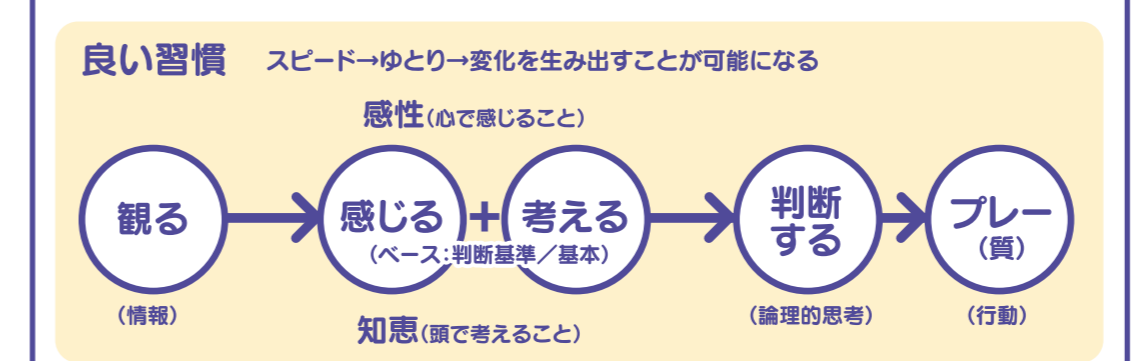 良い習慣 スピード→ゆとり→変化を生み出すことが可能になる
感性(心で感じること)
観る → 感じる + 考える → 判断する → プレー(質)
(ベース:判断基準／基本)
(情報)
知恵(頭で考えること)
(論理的思考)
(行動)